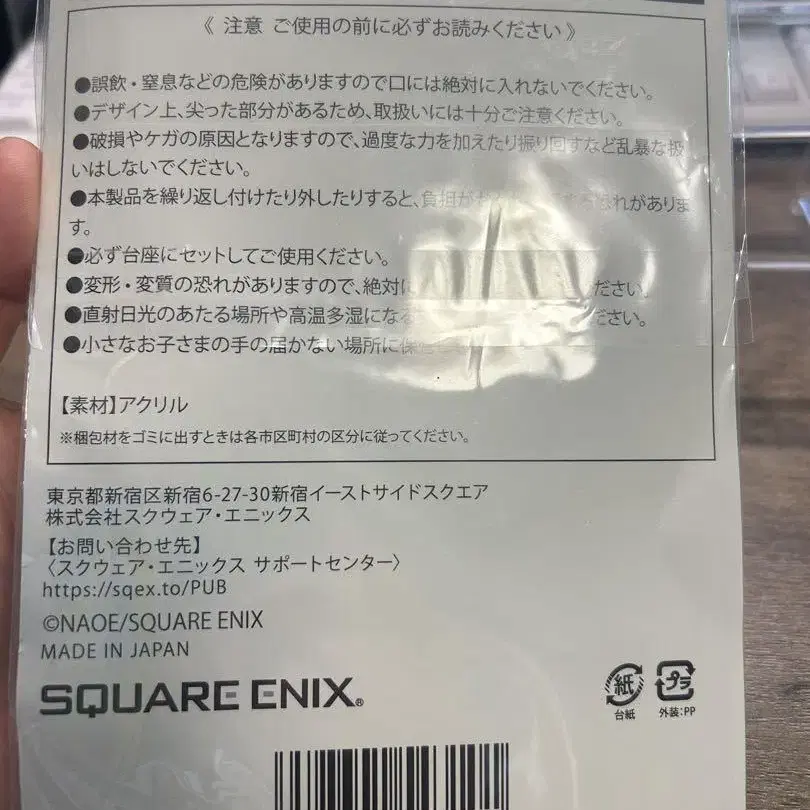 《 注意 ご使用の前に必ずお読みください 》
●誤飲・窒息などの危険がありますので口には絶対に入れないでください。
●デザイン上、尖った部分があるため、取扱いには十分ご注意ください。
●破損やケガの原因となりますので、過度な力を加えたり振り回すなど乱暴な扱
いはしないでください。
●本製品を繰り返し付けたり外したりすると、負担が 恐れがありま
す。
●必ず台座にセットしてご使用ください。
●変形・変質の恐れがありますので、絶対に ださい。
●直射日光のあたる場所や高温多湿になる ださい。
●小さなお子さまの手の届かない場所に保管
【素材】アクリル
※梱包材をゴミに出すときは各市区町村の区分に従ってください。
東京都新宿区新宿6-27-30新宿イーストサイドスクエア
株式会社スクウェア・エニックス
【お問い合わせ先】
〈スクウェア・エニックス サポートセンター〉
https://sqex.to/PUB
©NAOE/SQUARE ENIX
MADE IN JAPAN
SQUARE ENIX®
紙 プラ
台紙 外装:PP